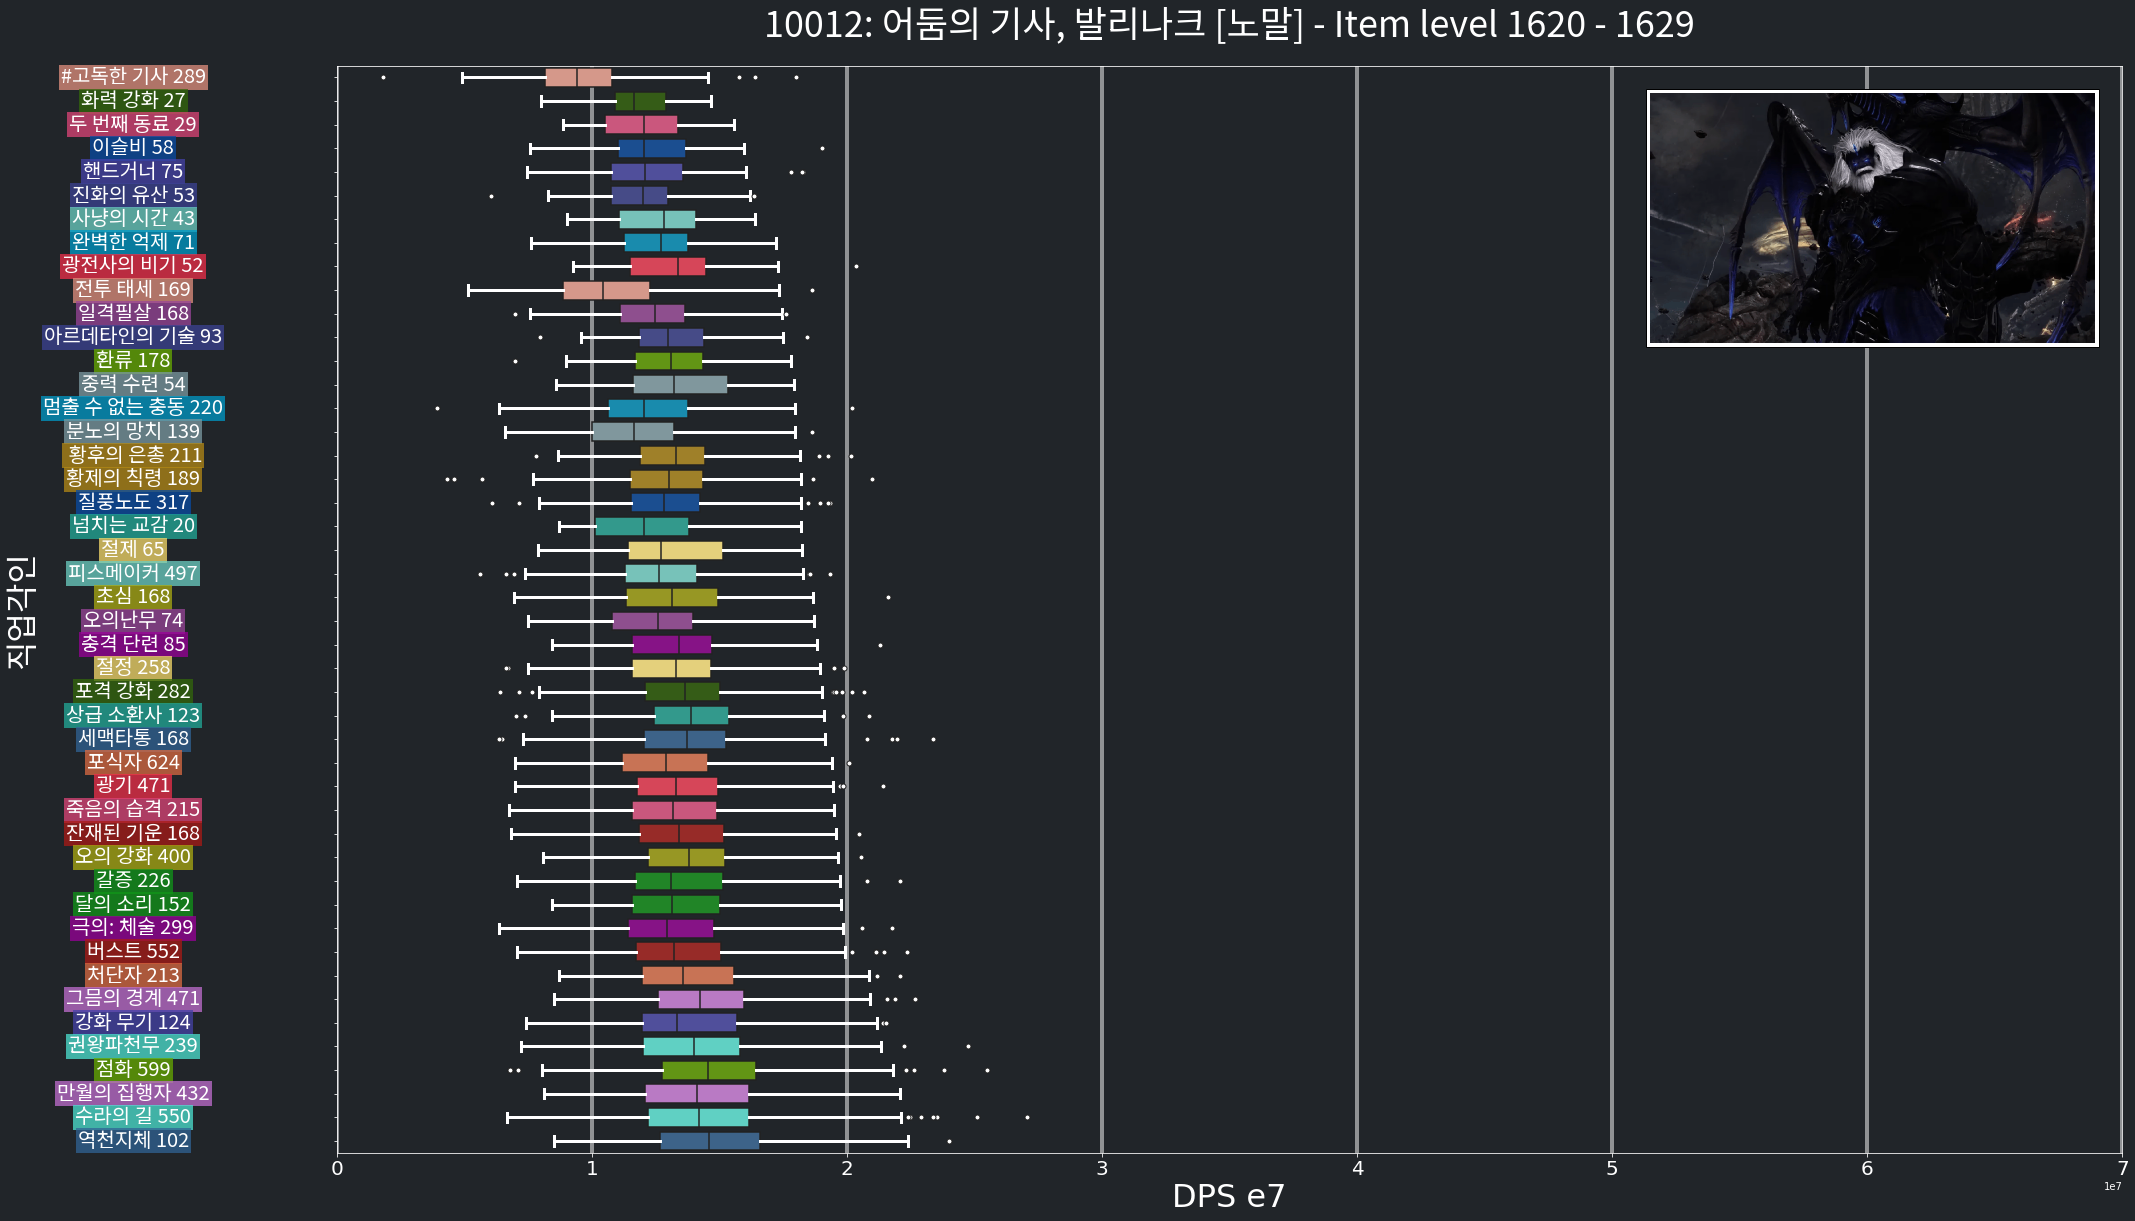 10012: 어둠의 기사, 발리나크 [노말] - Item level 1620 - 1629
직업각인
#고독한 기사 289
화력 강화 27
두 번째 동료 29
이슬비 58
핸드거너 75
진화의 유산 53
사냥의 시간 43
완벽한 억제 71
광전사의 비기 52
전투 태세 169
일격필살 168
아르데타인의 기술 93
환류 178
중력 수련 54
멈출 수 없는 충동 220
분노의 망치 139
황후의 은총 211
황제의 칙령 189
질풍노도 317
넘치는 교감 20
절제 65
피스메이커 497
초심 168
오의난무 74
충격 단련 85
절정 258
포격 강화 282
상급 소환사 123
세맥타통 168
포식자 624
광기 471
죽음의 습격 215
잔재된 기운 168
오의 강화 400
갈증 226
달의 소리 152
극의: 체술 299
버스트 552
처단자 213
그믐의 경계 471
강화 무기 124
권왕파천무 239
점화 599
만월의 집행자 432
수라의 길 550
역천지체 102
0 1 2 3 4 5 6 7
1e7
DPS e7